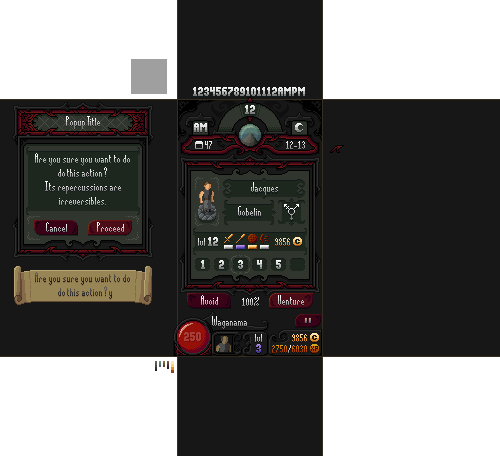 123456789101112AMPM
12
AM
C
47
12-13
Popup Title
Are you sure you want to do
do this action?
Its repercussions are
irreversibles.
Cancel
Proceed
Jacques
Gobelin
lvl 12
9856 C
1 2 3 4 5
Are you sure you want to do
do this action? y
Avoid
100%
Venture
Waganama
250
lvl
3
9856 C
2750/6030